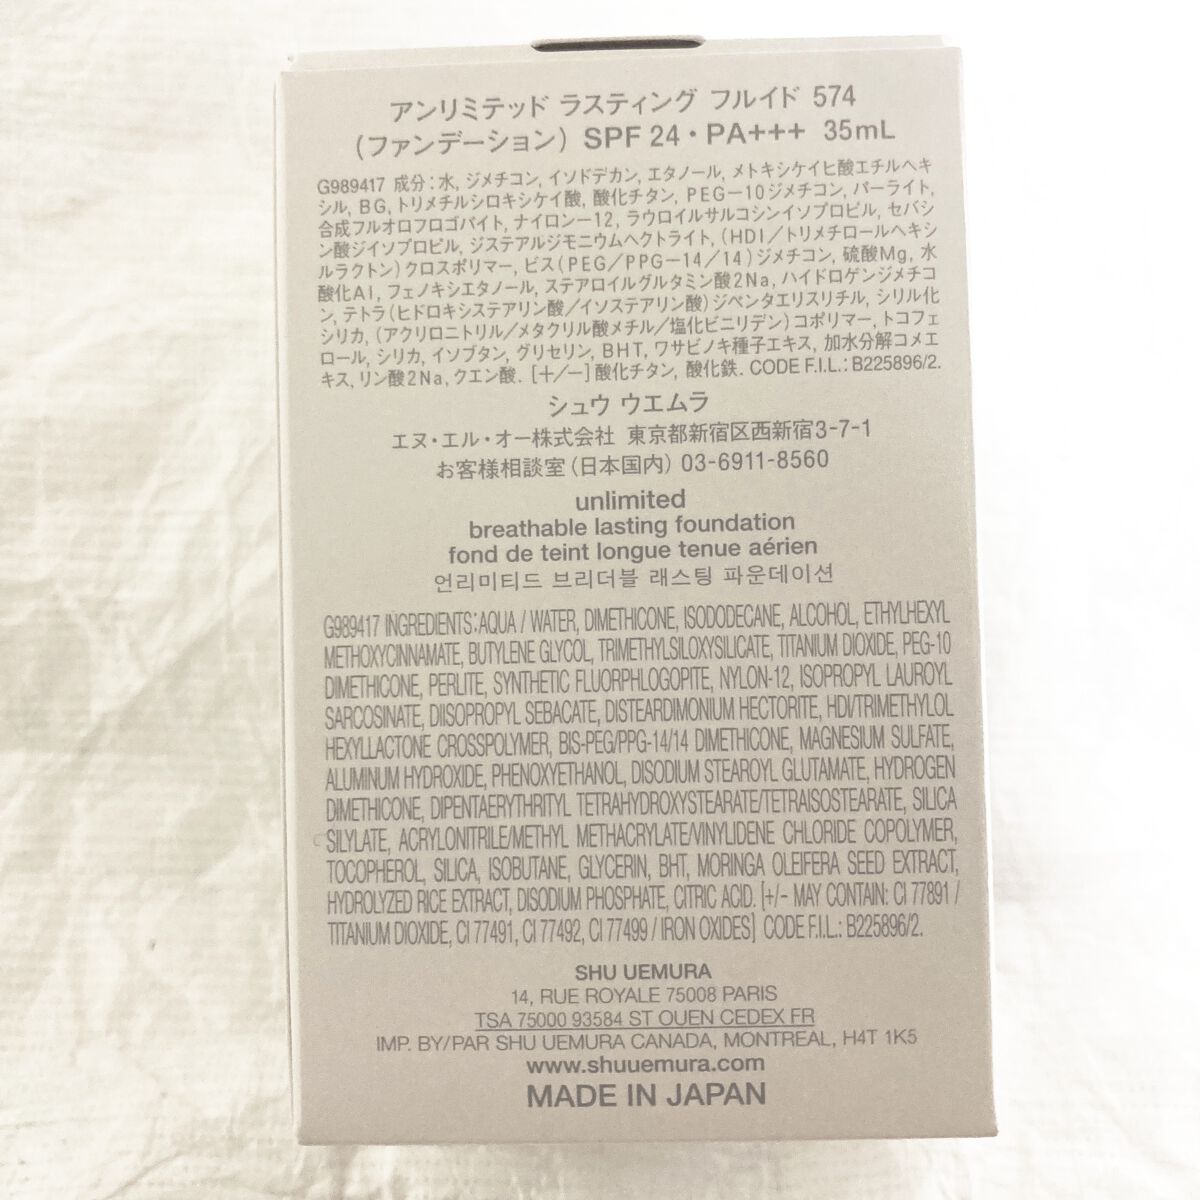 アンリミテッド ラスティング フルイド 574
(ファンデーション) SPF 24・PA+++ 35mL
G989417 成分:水, ジメチコン, イソドデカン, エタノール, メトキシケイヒ酸エチルヘキ
シル, BG, トリメチルシロキシケイ酸, 酸化チタン, PEG－10ジメチコン, パーライト,
合成フルオロフロゴパイト, ナイロン－12, ラウロイルサルコシンイソプロピル, セバシ
ン酸ジイソプロピル, ジステアルジモニウムヘクトライト, (HDI／トリメチロールヘキシ
ルラクトン)クロスポリマー, ビス(PEG／PPG－14／14)ジメチコン, 硫酸Mg, 水
酸化Al, フェノキシエタノール, ステアロイルグルタミン酸2Na, ハイドロゲンジメチコ
ン, テトラ(ヒドロキシステアリン酸／イソステアリン酸)ジペンタエリスリチル, シリル化
シリカ, (アクリロニトリル／メタクリル酸メチル／塩化ビニリデン)コポリマー, トコフェ
ロール, シリカ, イソブタン, グリセリン, BHT, ワサビノキ種子エキス, 加水分解コメエ
キス, リン酸2Na, クエン酸. [＋／－]酸化チタン, 酸化鉄. CODE F.I.L.: B225896/2.
シュウ ウエムラ
エヌ・エル・オー株式会社 東京都新宿区西新宿3-7-1
お客様相談室(日本国内) 03-6911-8560
unlimited
breathable lasting foundation
fond de teint longue tenue aérien
언리미티드 브리더블 래스팅 파운데이션
G989417 INGREDIENTS: AQUA / WATER, DIMETHICONE, ISODODECANE, ALCOHOL, ETHYLHEXYL
METHOXYCINNAMATE, BUTYLENE GLYCOL, TRIMETHYLSILOXYSILICATE, TITANIUM DIOXIDE, PEG-10
DIMETHICONE, PERLITE, SYNTHETIC FLUORPHLOGOPITE, NYLON-12, ISOPROPYL LAUROYL
SARCOSINATE, DIISOPROPYL SEBACATE, DISTEARDIMONIUM HECTORITE, HDI/TRIMETHYLOL
HEXYLLACTONE CROSSPOLYMER, BIS-PEG/PPG-14/14 DIMETHICONE, MAGNESIUM SULFATE,
ALUMINUM HYDROXIDE, PHENOXYETHANOL, DISODIUM STEAROYL GLUTAMATE, HYDROGEN
DIMETHICONE, DIPENTAERYTHRITYL TETRAHYDROXYSTEARATE/TETRAISOSTEARATE, SILICA
SILYLATE, ACRYLONITRILE/METHYL METHACRYLATE/VINYLIDENE CHLORIDE COPOLYMER,
TOCOPHEROL, SILICA, ISOBUTANE, GLYCERIN, BHT, MORINGA OLEIFERA SEED EXTRACT,
HYDROLYZED RICE EXTRACT, DISODIUM PHOSPHATE, CITRIC ACID. [+/- MAY CONTAIN: CI 77891 /
TITANIUM DIOXIDE, CI 77491, CI 77492, CI 77499 / IRON OXIDES] CODE F.I.L.: B225896/2.
SHU UEMURA
14, RUE ROYALE 75008 PARIS
TSA 75000 93584 ST OUEN CEDEX FR
IMP. BY/PAR SHU UEMURA CANADA, MONTREAL, H4T 1K5
www.shuuemura.com
MADE IN JAPAN